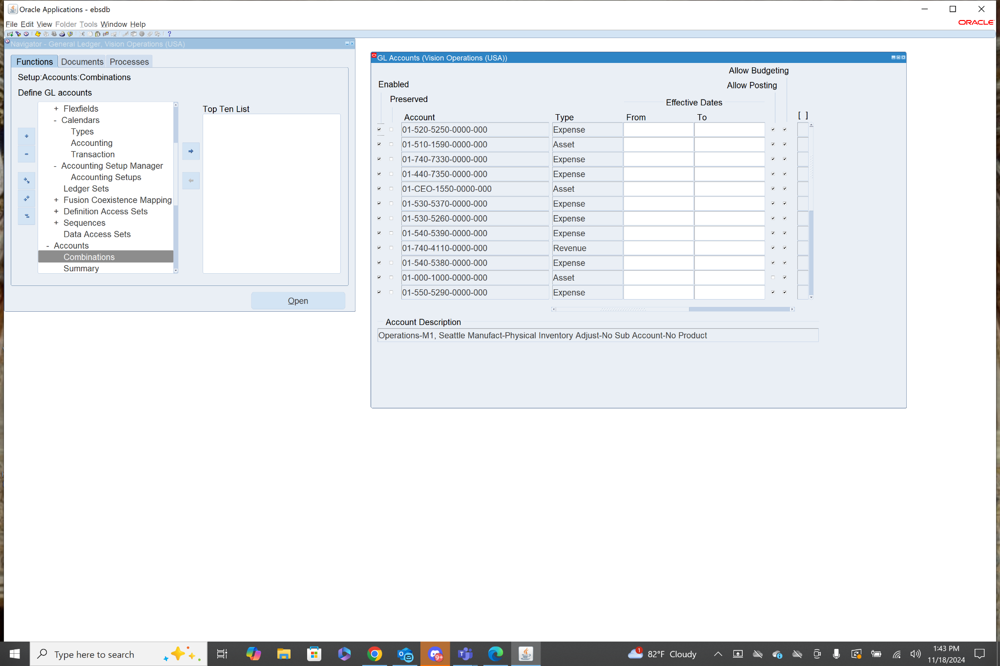 Oracle Applications - ebsdb
File Edit View Folder Tools Window Help
ORACLE
Navigator - General Ledger, Vision Operations (USA)
Functions Documents Processes
Setup:Accounts:Combinations
Define GL accounts
+ Flexfields
- Calendars
Types
Accounting
Transaction
- Accounting Setup Manager
Accounting Setups
Ledger Sets
+ Fusion Coexistence Mapping
+ Definition Access Sets
+ Sequences
Data Access Sets
- Accounts
Combinations
Summary
Top Ten List
Open
GL Accounts (Vision Operations (USA))
Allow Budgeting
Enabled
Allow Posting
Preserved
Effective Dates
Account Type From To [ ]
01-520-5250-0000-000 Expense
01-510-1590-0000-000 Asset
01-740-7330-0000-000 Expense
01-440-7350-0000-000 Expense
01-CEO-1550-0000-000 Asset
01-530-5370-0000-000 Expense
01-530-5260-0000-000 Expense
01-540-5390-0000-000 Expense
01-740-4110-0000-000 Revenue
01-540-5380-0000-000 Expense
01-000-1000-0000-000 Asset
01-550-5290-0000-000 Expense
Account Description
Operations-M1, Seattle Manufact-Physical Inventory Adjust-No Sub Account-No Product
Type here to search
9+
1
82°F Cloudy
1:43 PM
11/18/2024